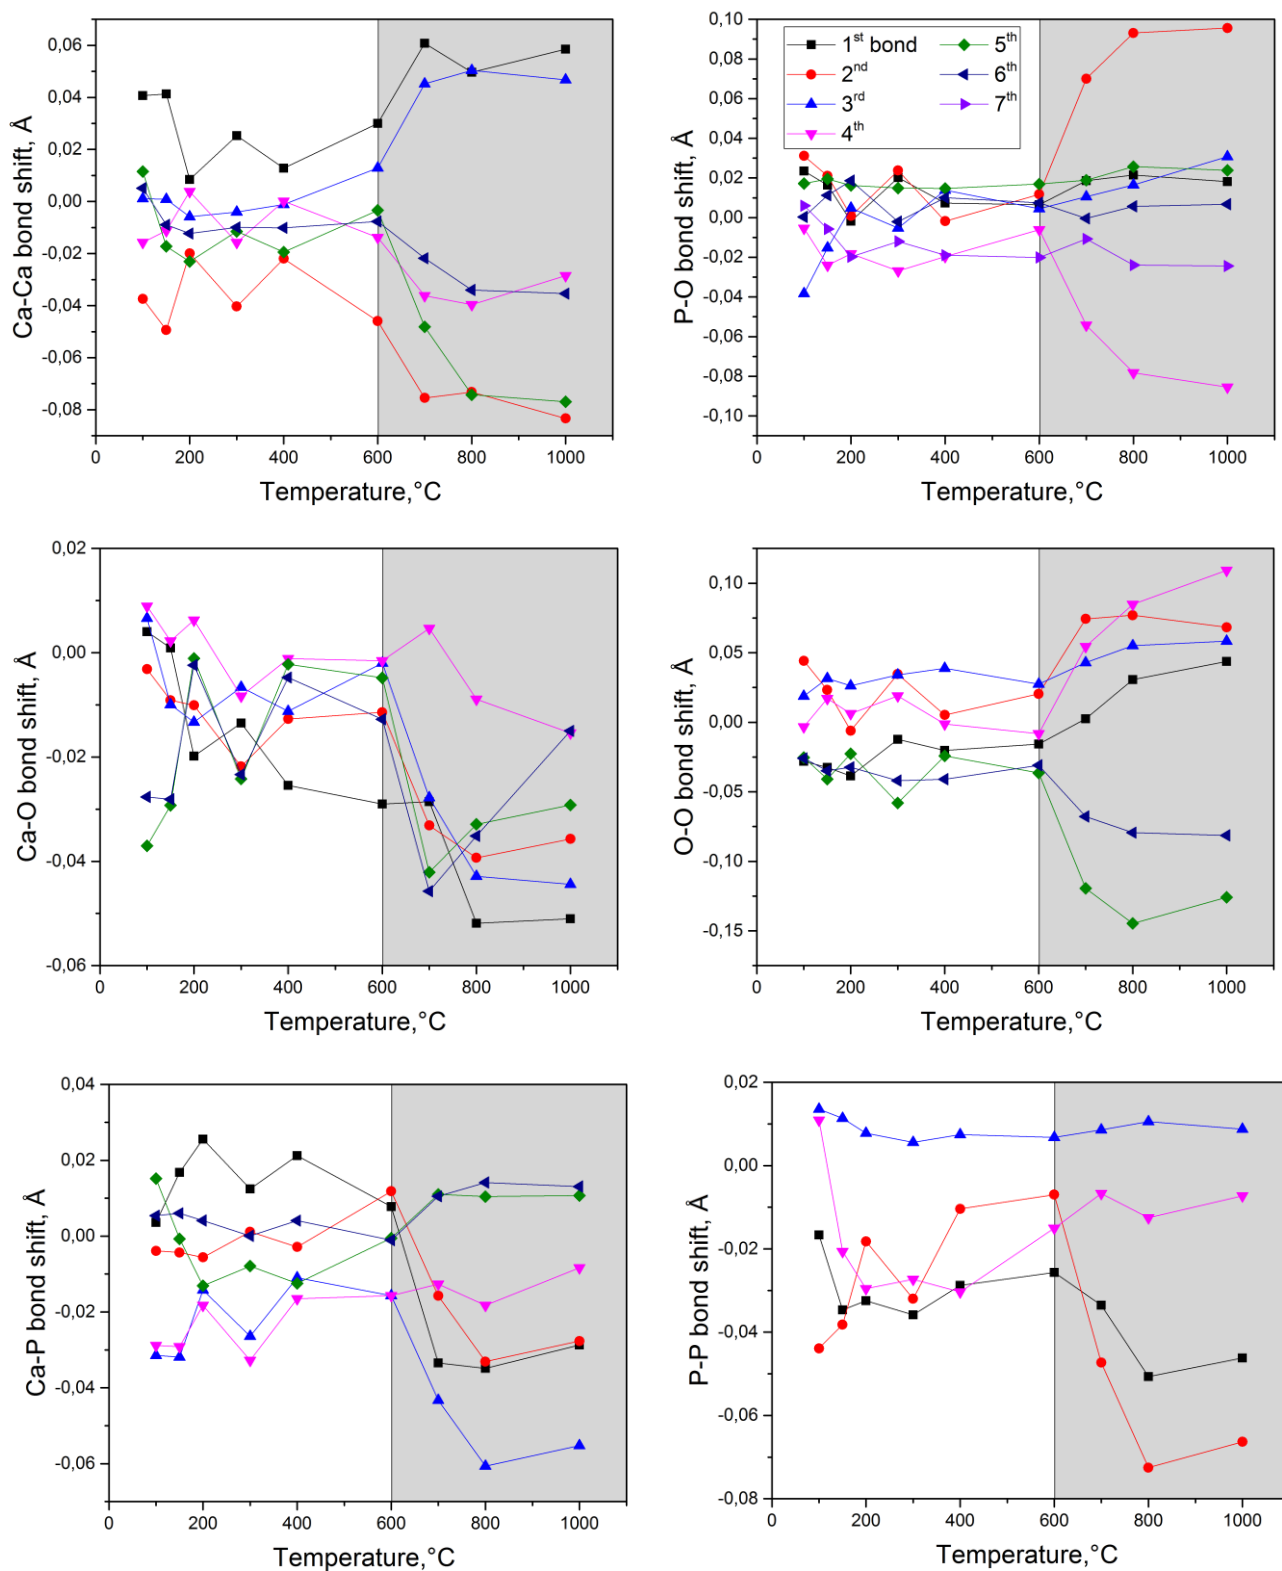 Ca-Ca bond shift, Å
0,06
0,04
0,02
0,00
-0,02
-0,04
-0,06
-0,08
0 200 400 600 800 1000
Temperature,°C
P-O bond shift, Å
0,10
0,08
0,06
0,04
0,02
0,00
-0,02
-0,04
-0,06
-0,08
-0,10
1st bond
2nd
3rd
4th
5th
6th
7th
0 200 400 600 800 1000
Temperature,°C
Ca-O bond shift, Å
0,02
0,00
-0,02
-0,04
-0,06
0 200 400 600 800 1000
Temperature,°C
O-O bond shift, Å
0,10
0,05
0,00
-0,05
-0,10
-0,15
0 200 400 600 800 1000
Temperature,°C
Ca-P bond shift, Å
0,04
0,02
0,00
-0,02
-0,04
-0,06
0 200 400 600 800 1000
Temperature,°C
P-P bond shift, Å
0,02
0,00
-0,02
-0,04
-0,06
-0,08
0 200 400 600 800 1000
Temperature,°C